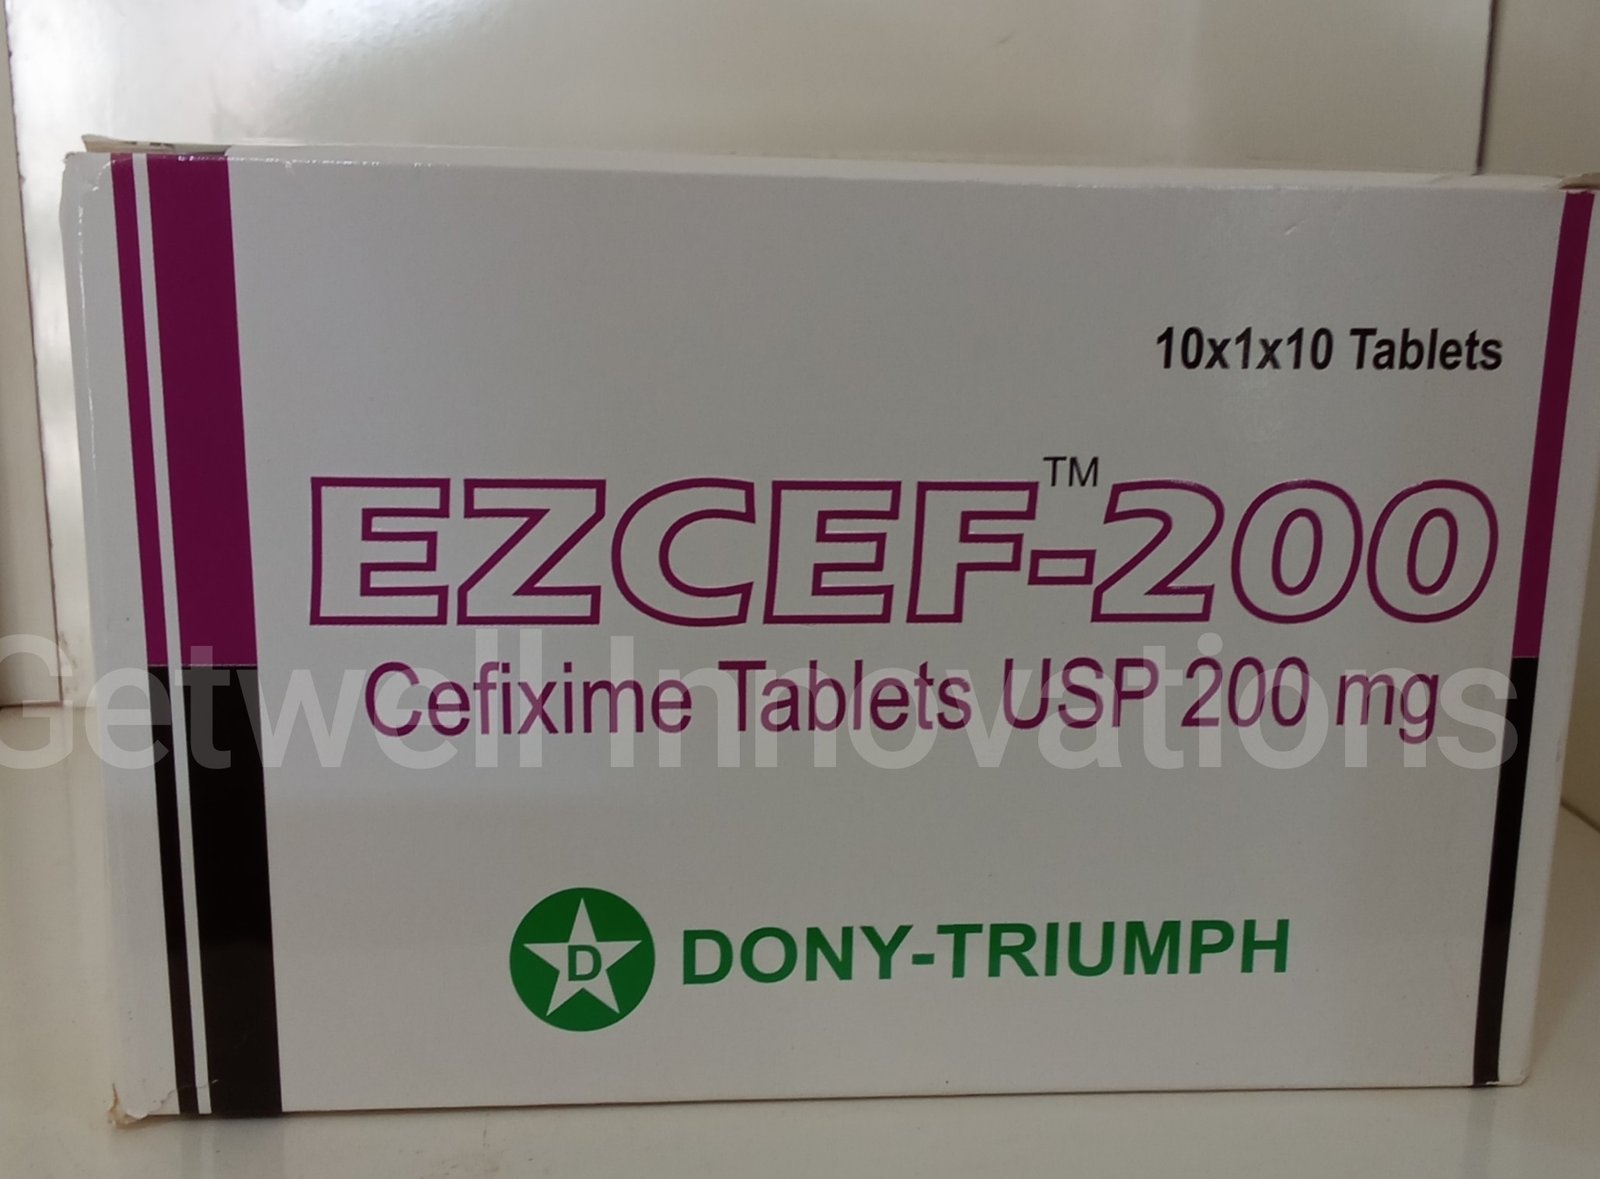 10x1x10 Tablets
EZCEF™-200
Cefixime Tablets USP 200 mg
Getwell Innovations
D DONY-TRIUMPH